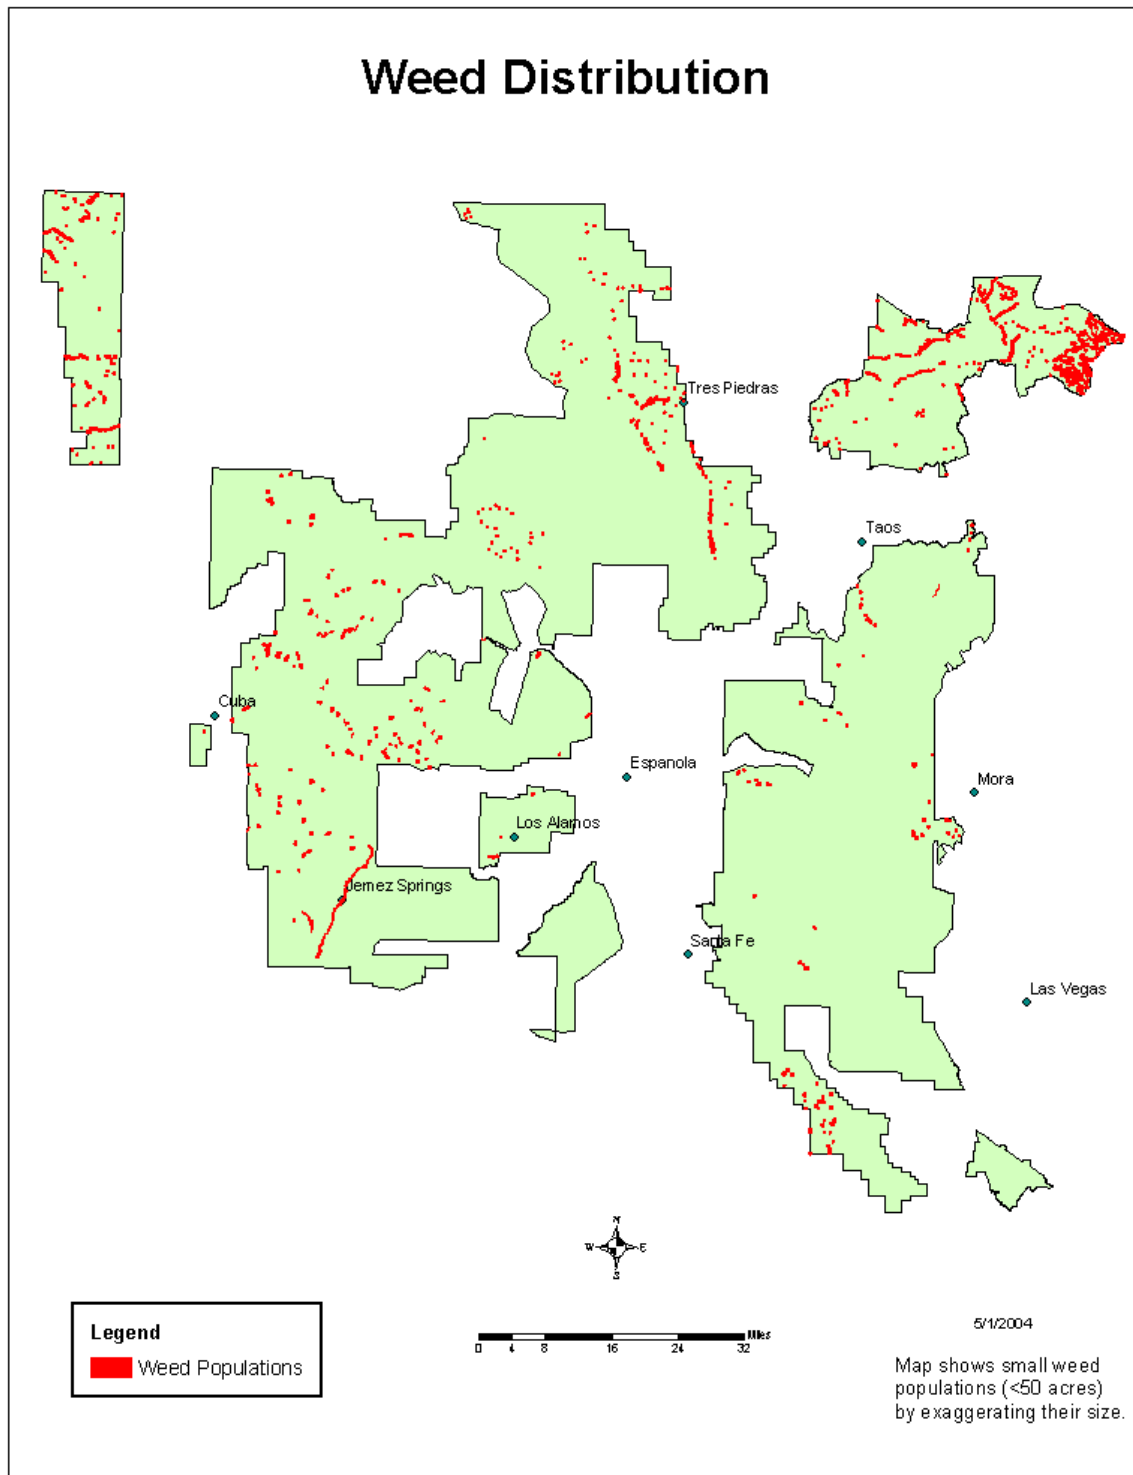 Weed Distribution
Tres Piedras
Taos
Cuba
Espanola
Mora
Los Alamos
Jemez Springs
Santa Fe
Las Vegas
N
W E
S
Legend
Weed Populations
Miles
0 4 8 16 24 32
5/1/2004
Map shows small weed
populations (<50 acres)
by exaggerating their size.